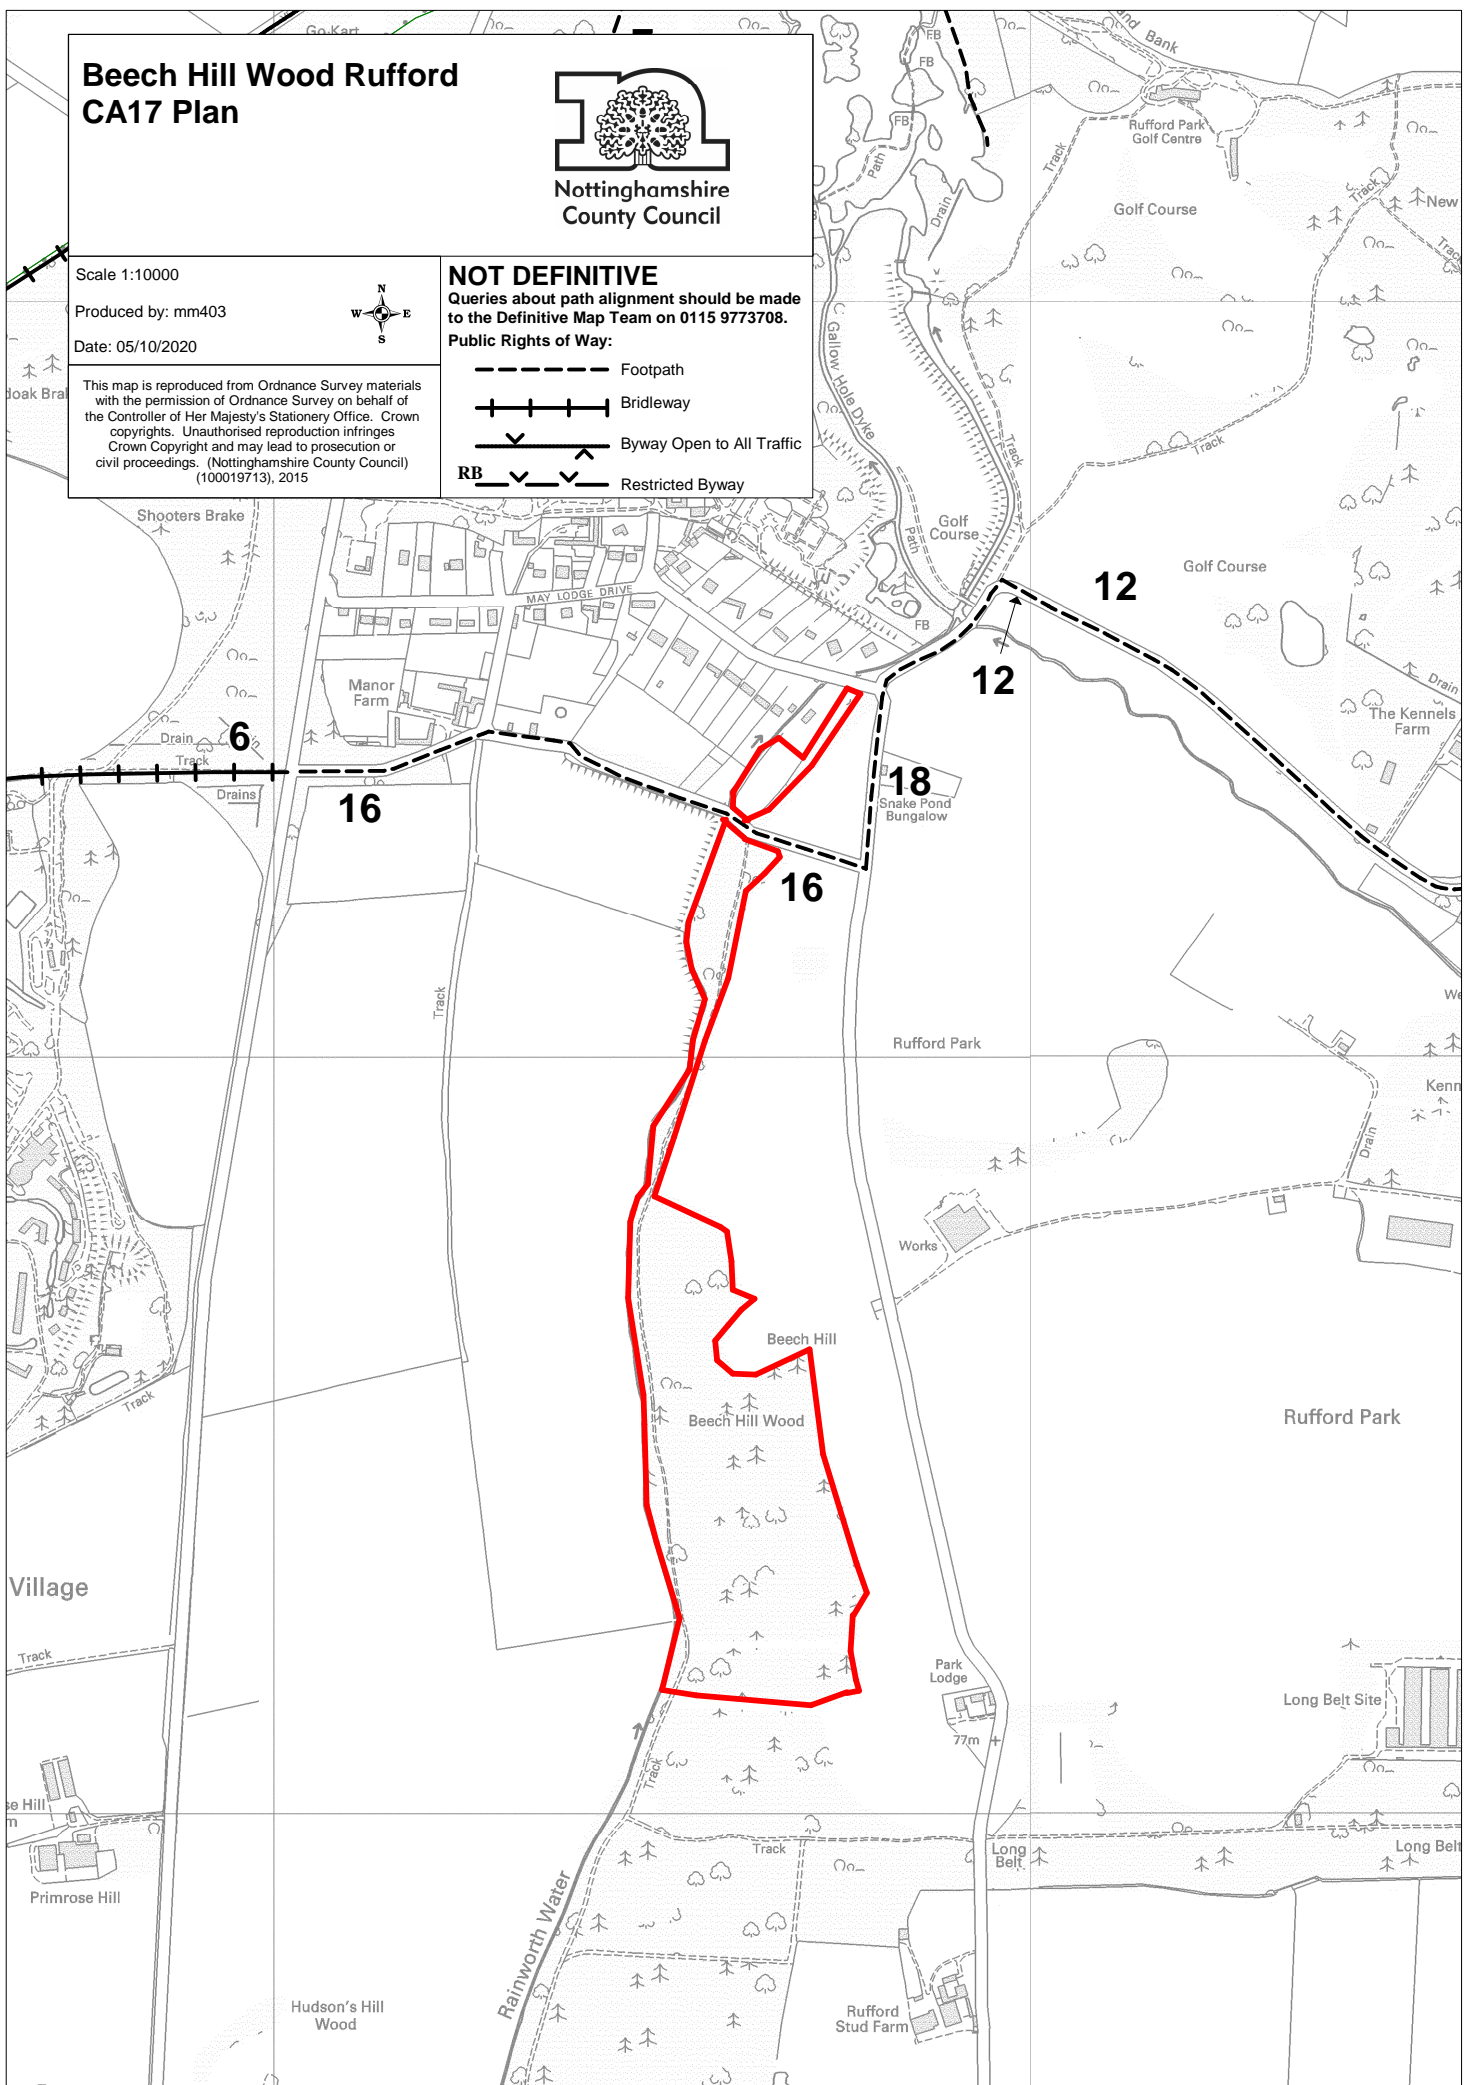 Beech Hill Wood Rufford
CA17 Plan
Nottinghamshire
County Council
Scale 1:10000
Produced by: mm403
Date: 05/10/2020
N
W
E
S
This map is reproduced from Ordnance Survey materials
with the permission of Ordnance Survey on behalf of
the Controller of Her Majesty's Stationery Office. Crown
copyrights. Unauthorised reproduction infringes
Crown Copyright and may lead to prosecution or
civil proceedings. (Nottinghamshire County Council)
(100019713), 2015
NOT DEFINITIVE
Queries about path alignment should be made
to the Definitive Map Team on 0115 9773708.
Public Rights of Way:
Footpath
Bridleway
Byway Open to All Traffic
RB
Restricted Byway
Go-Kart
FB
FB
FB
Path
Drain
Bank
Rufford Park
Golf Centre
Track
Golf Course
Track
New
Track
Gallow Hole Dyke
Track
Track
Path
Golf
Course
Golf Course
Shooters Brake
MAY LODGE DRIVE
FB
12
12
Manor
Farm
Drain
The Kennels
Farm
6
Drain
Track
Drains
16
18
Snake Pond
Bungalow
16
Track
Rufford Park
Drain
Works
Beech Hill
Beech Hill Wood
Rufford Park
Track
Village
Track
Park
Lodge
77m
Long Belt Site
Track
Track
Long
Belt
Long Belt
Primrose Hill
Rainworth Water
Hudson's Hill
Wood
Rufford
Stud Farm